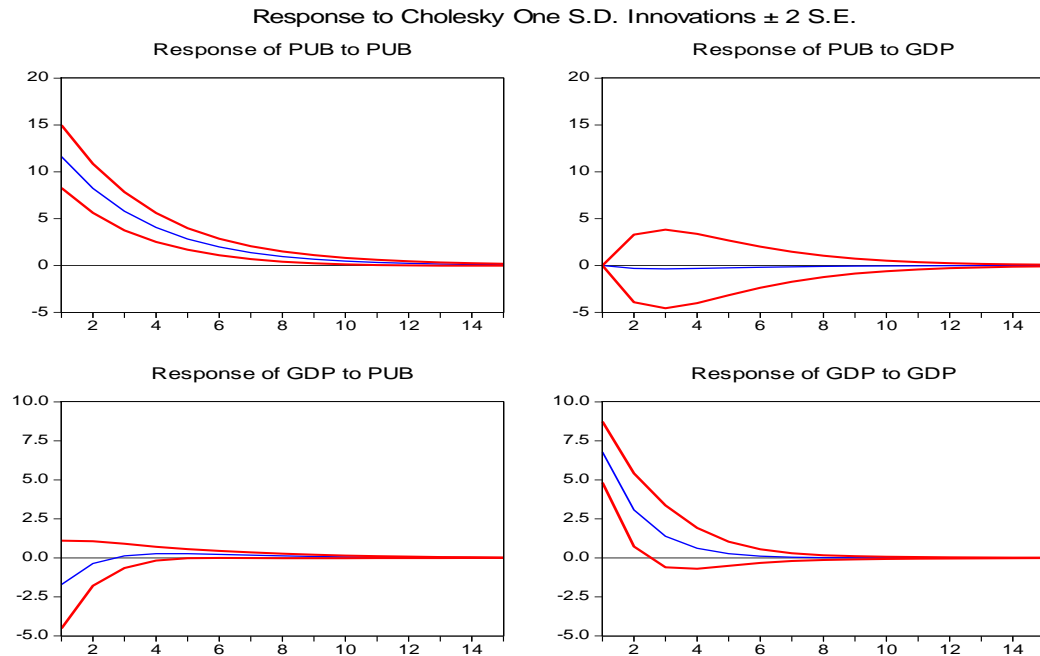 Response to Cholesky One S.D. Innovations ± 2 S.E.
Response of PUB to PUB
20
15
10
5
0
-5
2 4 6 8 10 12 14
Response of PUB to GDP
20
15
10
5
0
-5
2 4 6 8 10 12 14
Response of GDP to PUB
10.0
7.5
5.0
2.5
0.0
-2.5
-5.0
2 4 6 8 10 12 14
Response of GDP to GDP
10.0
7.5
5.0
2.5
0.0
-2.5
-5.0
2 4 6 8 10 12 14